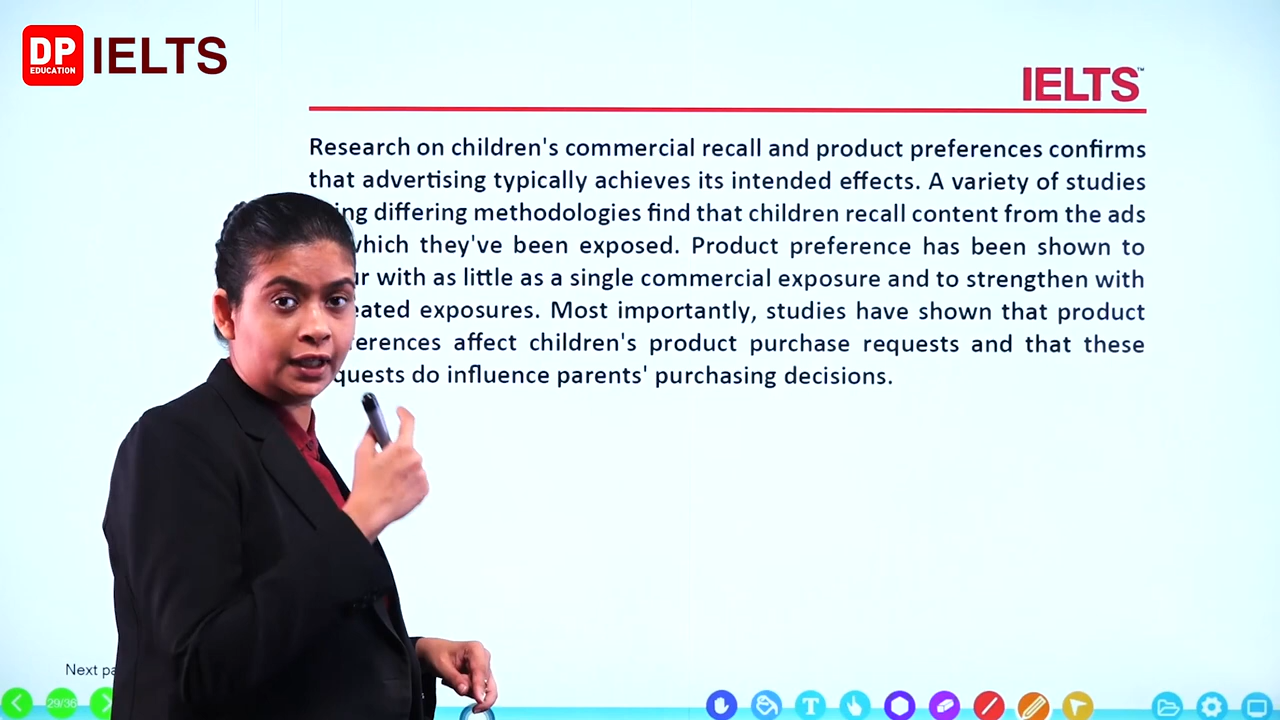 DP
EDUCATION
IELTS
IELTS™
Research on children's commercial recall and product preferences confirms
that advertising typically achieves its intended effects. A variety of studies
differing methodologies find that children recall content from the ads
which they've been exposed. Product preference has been shown to
with as little as a single commercial exposure and to strengthen with
exposures. Most importantly, studies have shown that product
affect children's product purchase requests and that these
do influence parents' purchasing decisions.
Next
29/36